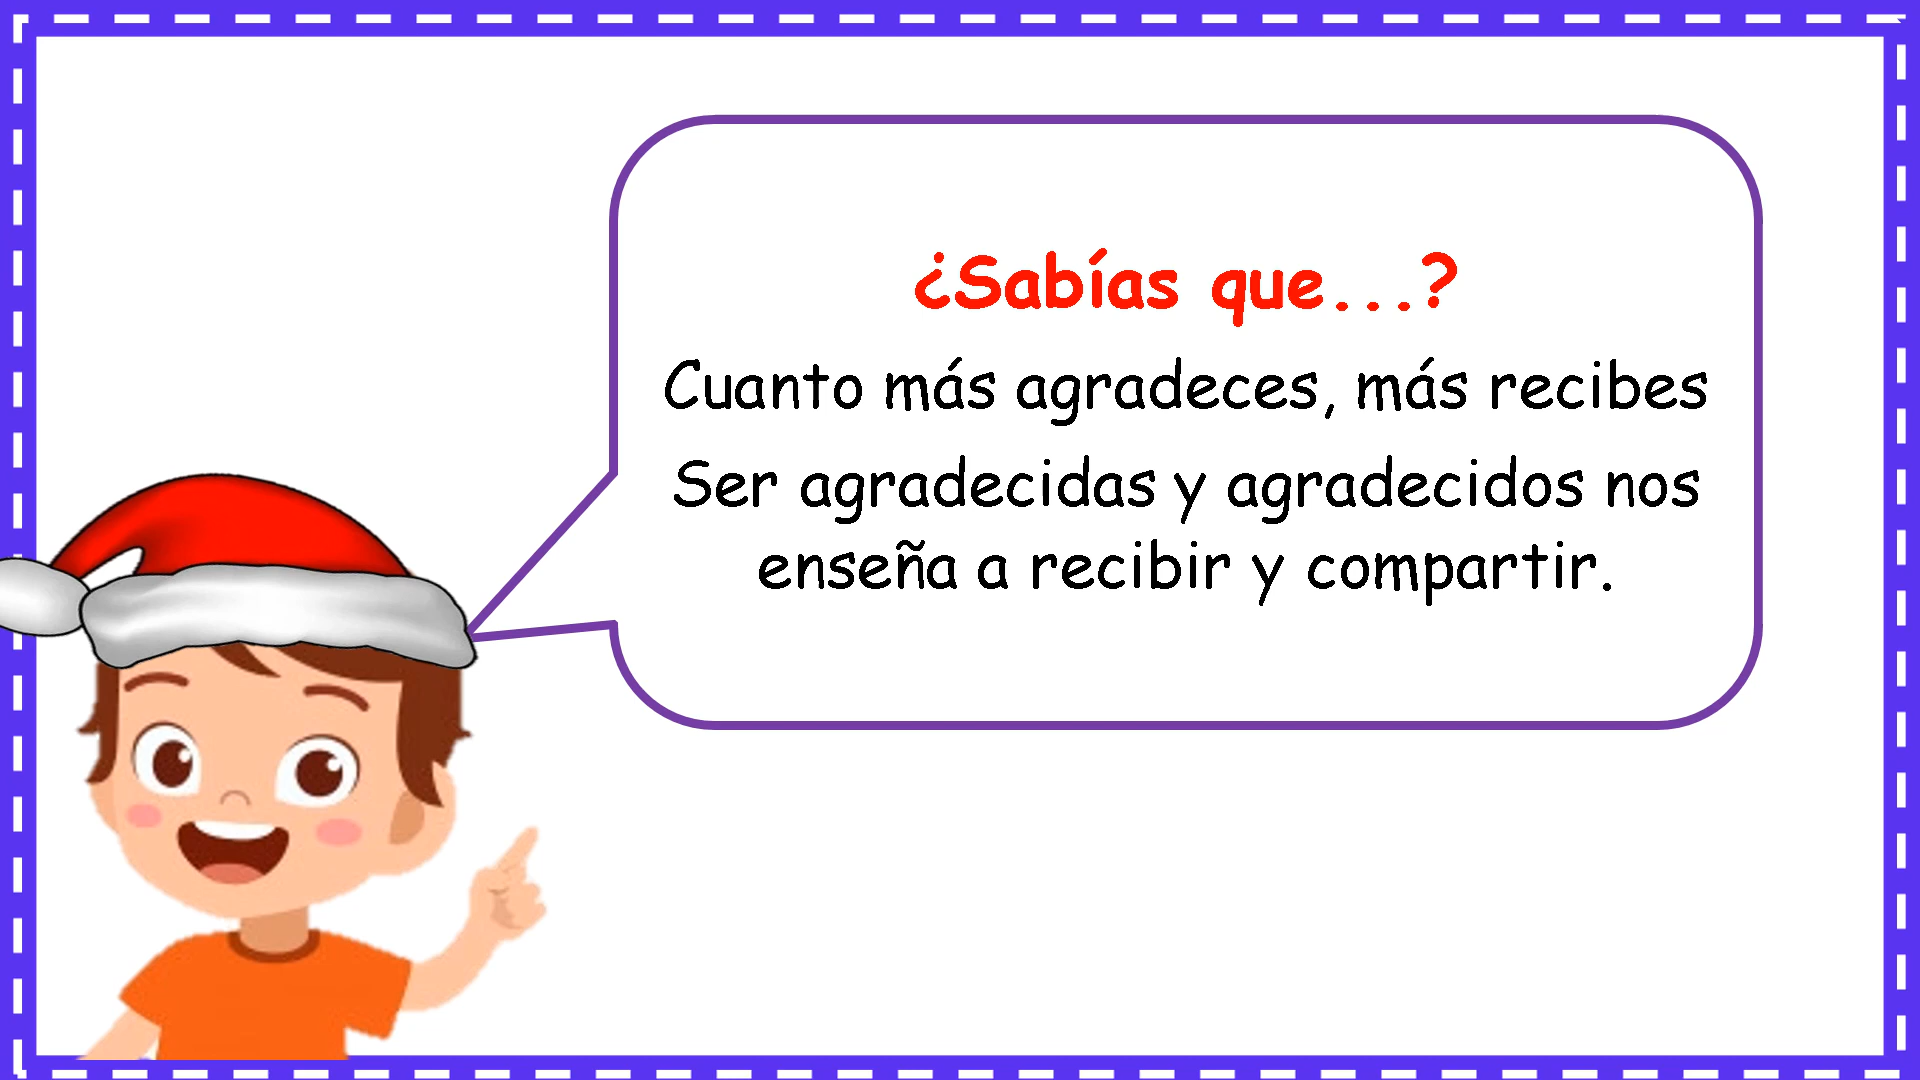 ¿Sabías que...?
Cuanto más agradeces, más recibes
Ser agradecidas y agradecidos nos
enseña a recibir y compartir.